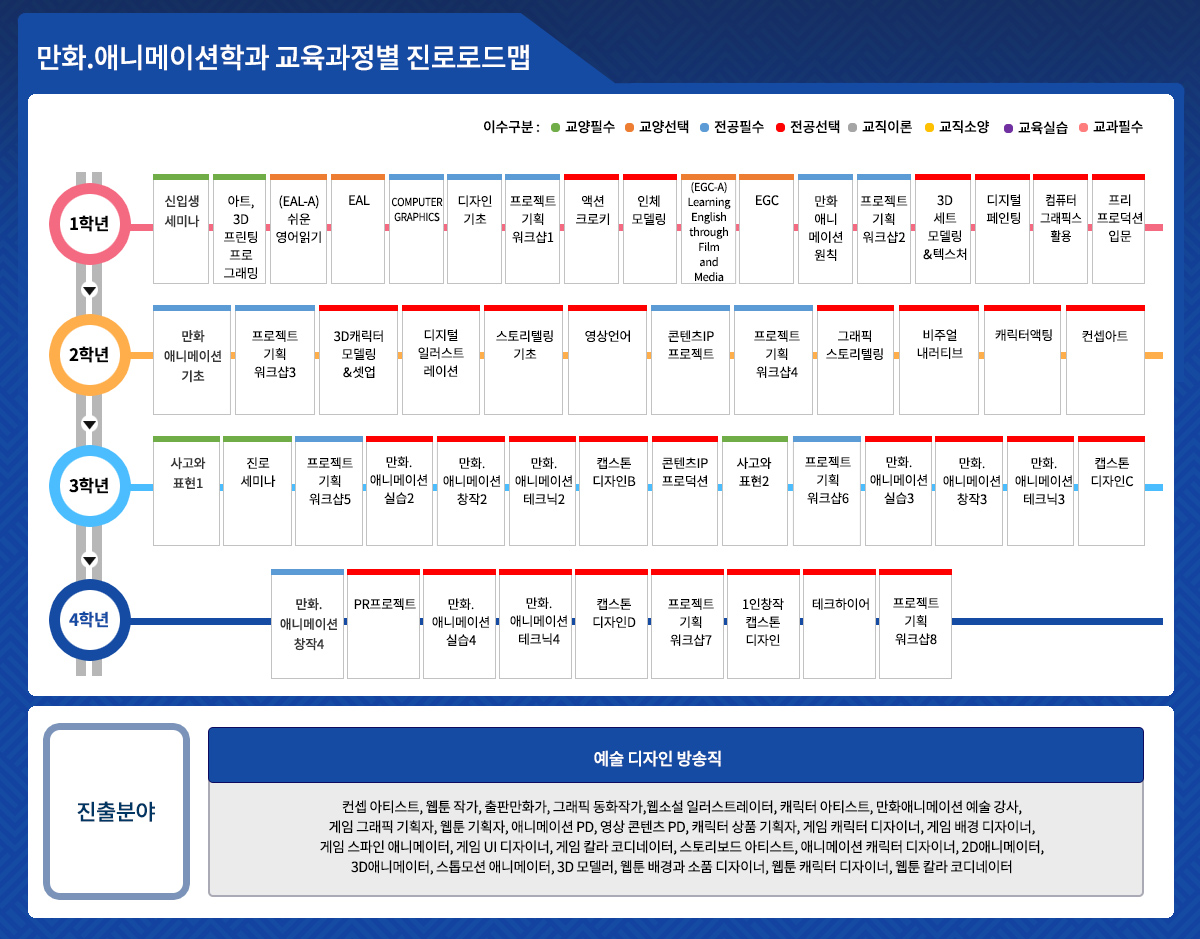 만화.애니메이션학과 교육과정별 진로로드맵
이수구분 : 교양필수 교양선택 전공필수 전공선택 교직이론 교직소양 교육실습 교과필수
1학년
신입생
세미나
아트,
3D
프린팅
프로
그래밍
(EAL-A)
쉬운
영어읽기
EAL
COMPUTER
GRAPHICS
디자인
기초
프로젝트
기획
워크샵1
액션
크로키
인체
모델링
(EGC-A)
Learning
English
through
Film
and
Media
EGC
만화
애니
메이션
원칙
프로젝트
기획
워크샵2
3D
세트
모델링
&텍스처
디지털
페인팅
컴퓨터
그래픽스
활용
프리
프로덕션
입문
2학년
만화
애니메이션
기초
프로젝트
기획
워크샵3
3D캐릭터
모델링
&셋업
디지털
일러스트
레이션
스토리텔링
기초
영상언어
콘텐츠IP
프로젝트
프로젝트
기획
워크샵4
그래픽
스토리텔링
비주얼
내러티브
캐릭터액팅
컨셉아트
3학년
사고와
표현1
진로
세미나
프로젝트
기획
워크샵5
만화.
애니메이션
실습2
만화.
애니메이션
창작2
만화.
애니메이션
테크닉2
캡스톤
디자인B
콘텐츠IP
프로덕션
사고와
표현2
프로젝트
기획
워크샵6
만화.
애니메이션
실습3
만화.
애니메이션
창작3
만화.
애니메이션
테크닉3
캡스톤
디자인C
4학년
만화.
애니메이션
창작4
PR프로젝트
만화.
애니메이션
실습4
만화.
애니메이션
테크닉4
캡스톤
디자인D
프로젝트
기획
워크샵7
1인창작
캡스톤
디자인
테크하이어
프로젝트
기획
워크샵8
진출분야
예술 디자인 방송직
컨셉 아티스트, 웹툰 작가, 출판만화가, 그래픽 동화작가,웹소설 일러스트레이터, 캐릭터 아티스트, 만화애니메이션 예술 강사,
게임 그래픽 기획자, 웹툰 기획자, 애니메이션 PD, 영상 콘텐츠 PD, 캐릭터 상품 기획자, 게임 캐릭터 디자이너, 게임 배경 디자이너,
게임 스파인 애니메이터, 게임 UI 디자이너, 게임 칼라 코디네이터, 스토리보드 아티스트, 애니메이션 캐릭터 디자이너, 2D애니메이터,
3D애니메이터, 스톱모션 애니메이터, 3D 모델러, 웹툰 배경과 소품 디자이너, 웹툰 캐릭터 디자이너, 웹툰 칼라 코디네이터